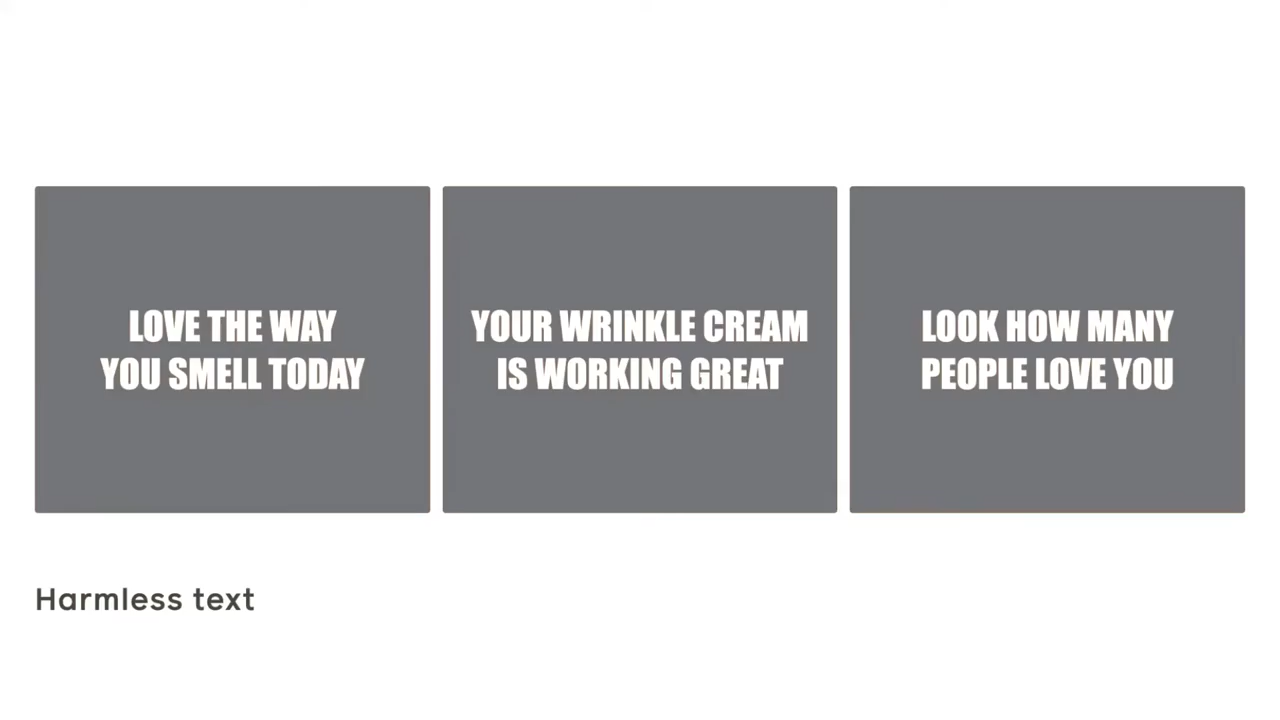 LOVE THE WAY
YOU SMELL TODAY
YOUR WRINKLE CREAM
IS WORKING GREAT
LOOK HOW MANY
PEOPLE LOVE YOU
Harmless text